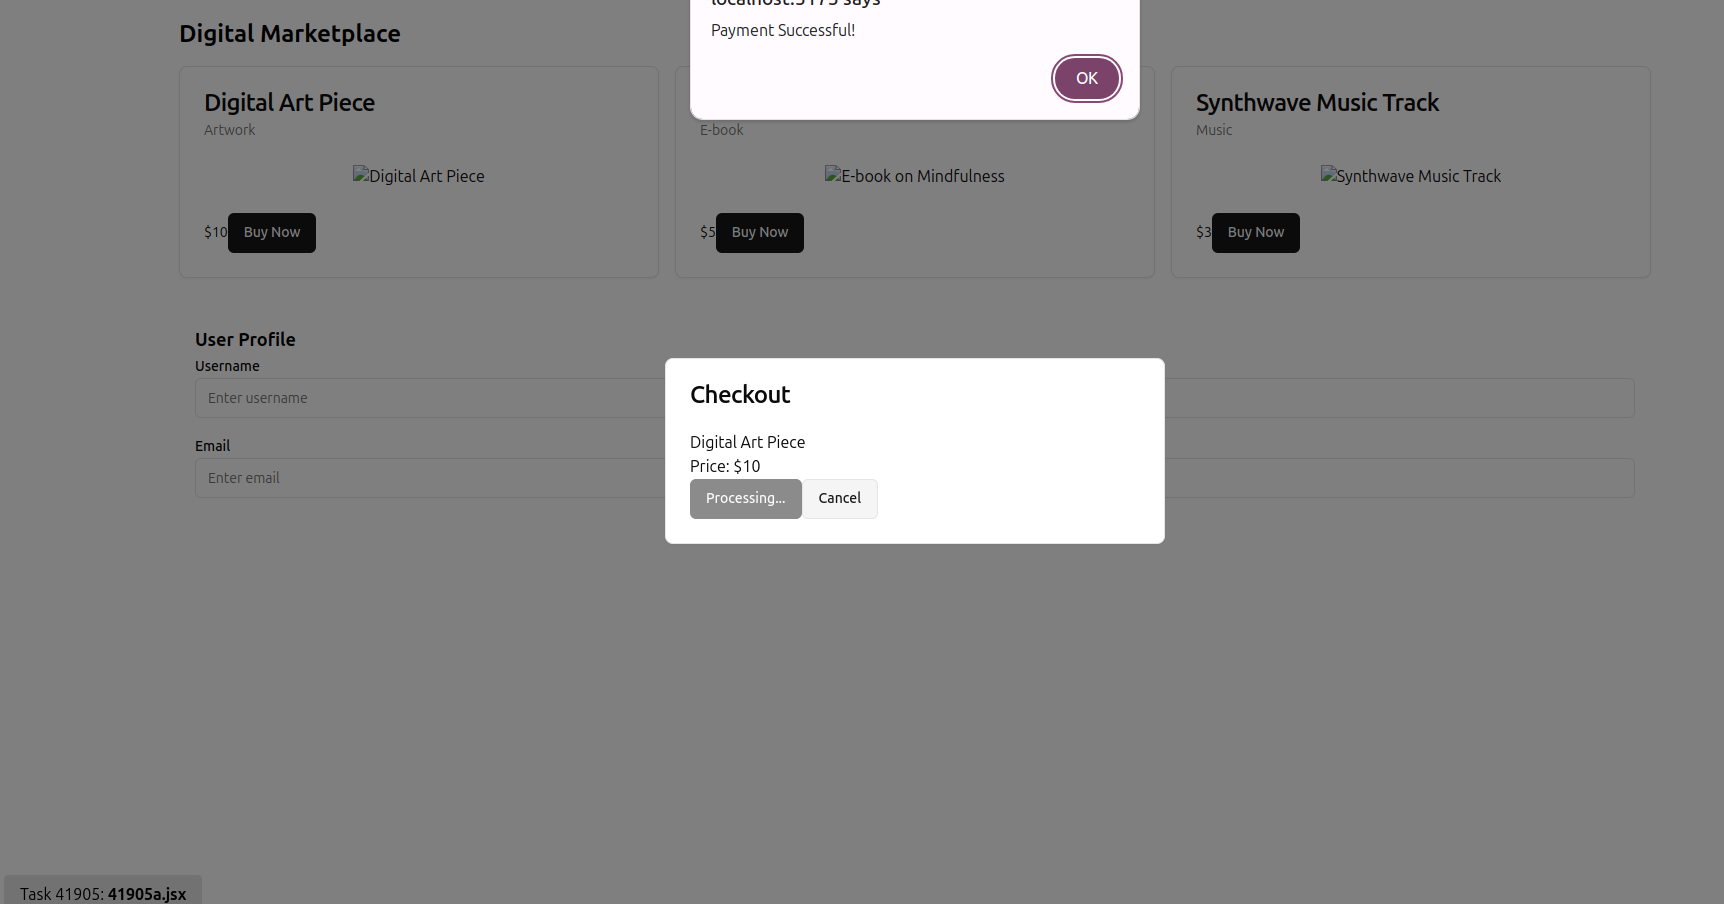 localhost:5173 says
Payment Successful!
OK
Digital Marketplace
Digital Art Piece
Artwork
Digital Art Piece
$10
Buy Now
E-book
E-book on Mindfulness
$5
Buy Now
Synthwave Music Track
Music
Synthwave Music Track
$3
Buy Now
User Profile
Username
Enter username
Email
Enter email
Checkout
Digital Art Piece
Price: $10
Processing...
Cancel
Task 41905: 41905a.jsx